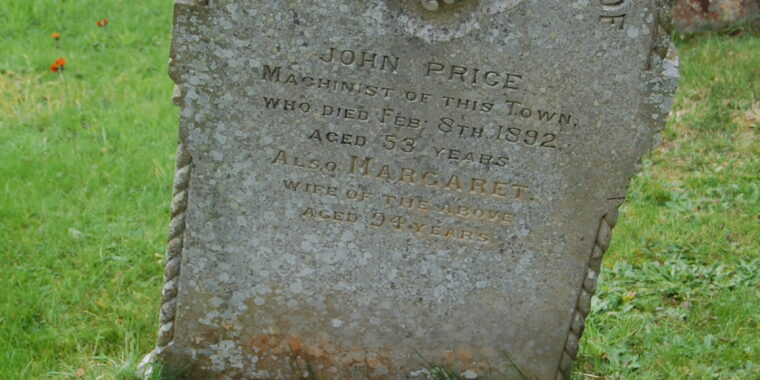 OF
JOHN PRICE
MACHINIST OF THIS TOWN,
WHO DIED FEB: 8TH, 1892.
AGED 53 YEARS
ALSO MARGARET.
WIFE OF THE ABOVE
AGED 94 YEARS